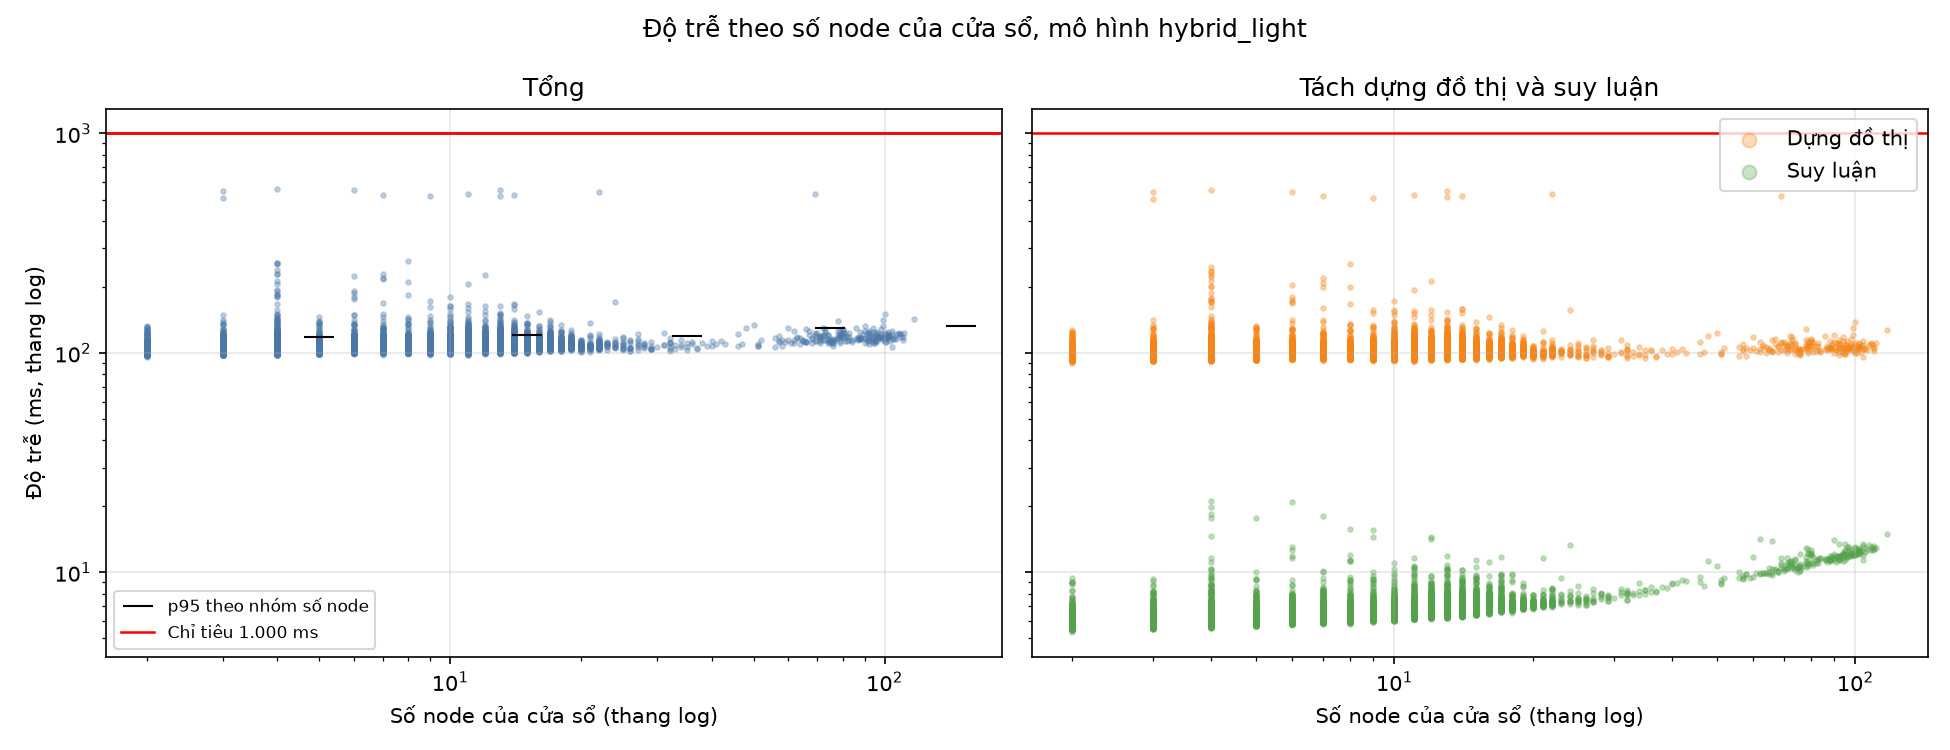 Độ trễ theo số node của cửa sổ, mô hình hybrid_light
Tổng
Độ trễ (ms, thang log)
10³
10²
10¹
p95 theo nhóm số node
Chỉ tiêu 1.000 ms
10¹
10²
Số node của cửa sổ (thang log)
Tách dựng đồ thị và suy luận
Dựng đồ thị
Suy luận
10¹
10²
Số node của cửa sổ (thang log)